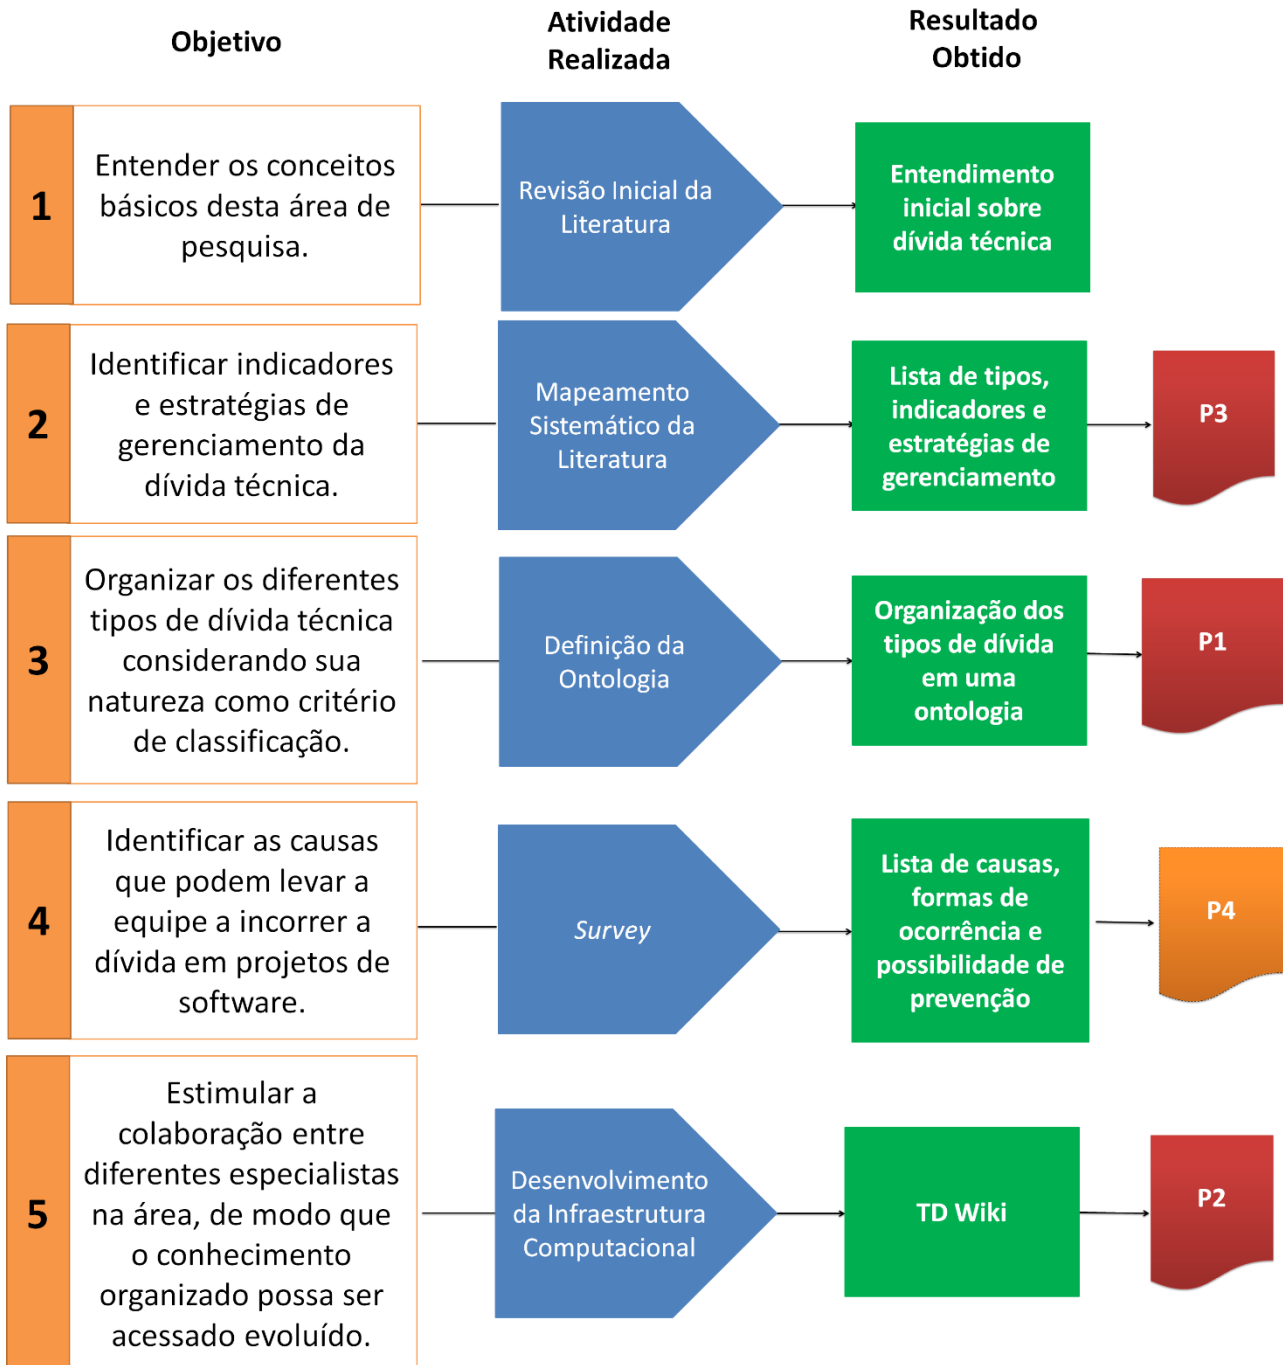 Objetivo
Atividade
Realizada
Resultado
Obtido
1
Entender os conceitos
básicos desta área de
pesquisa.
Revisão Inicial da
Literatura
Entendimento
inicial sobre
dívida técnica
2
Identificar indicadores
e estratégias de
gerenciamento da
dívida técnica.
Mapeamento
Sistemático da
Literatura
Lista de tipos,
indicadores e
estratégias de
gerenciamento
P3
3
Organizar os diferentes
tipos de dívida técnica
considerando sua
natureza como critério
de classificação.
Definição da
Ontologia
Organização dos
tipos de dívida
em uma
ontologia
P1
4
Identificar as causas
que podem levar a
equipe a incorrer a
dívida em projetos de
software.
Survey
Lista de causas,
formas de
ocorrência e
possibilidade de
prevenção
P4
5
Estimular a
colaboração entre
diferentes especialistas
na área, de modo que
o conhecimento
organizado possa ser
acessado evoluído.
Desenvolvimento
da Infraestrutura
Computacional
TD Wiki
P2